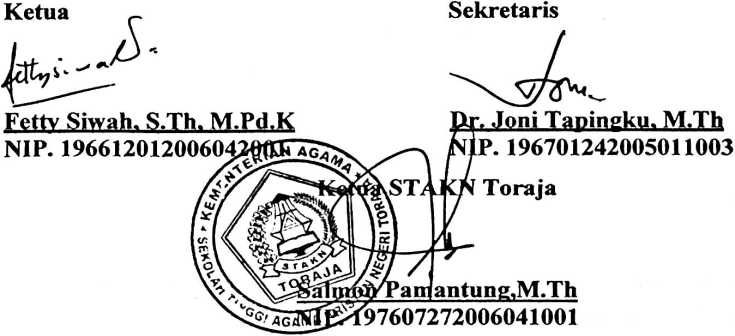 Ketua
Sekretaris
Fetty Siwah, S.Th, M.Pd.K
Dr. Joni Tapingku, M.Th
NIP. 196612012006042001
NIP. 196701242005011003
Ketua STAKN Toraja
KEMENTERIAN AGAMA
SEKOLAH TINGGI AGAMA KRISTEN NEGERI TORAJA
STAKN
TORAJA
Salmon Pamantung,M.Th
NIP. 197607272006041001